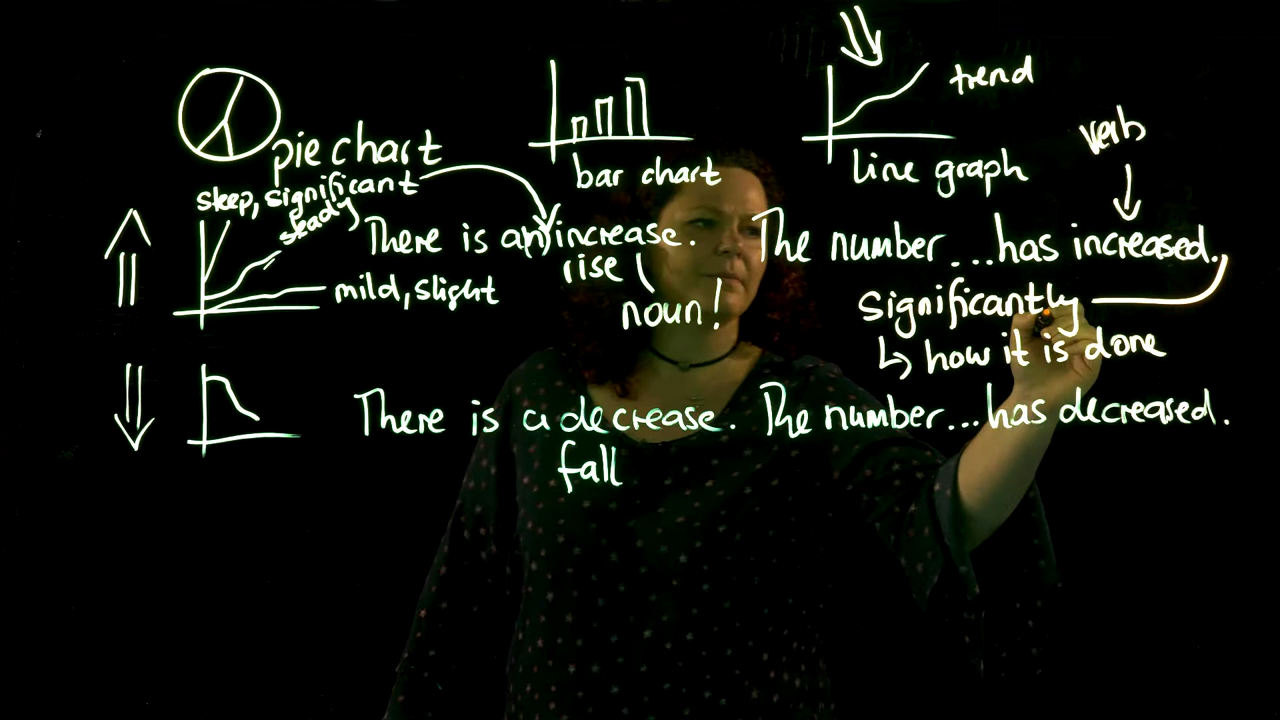 trend
verb
pie chart
bar chart
line graph
steep, significant
steady
There is a(n) increase.
The number ... has increased.
rise
mild, slight
noun!
significantly
how it is done
There is a decrease.
The number ... has decreased.
fall